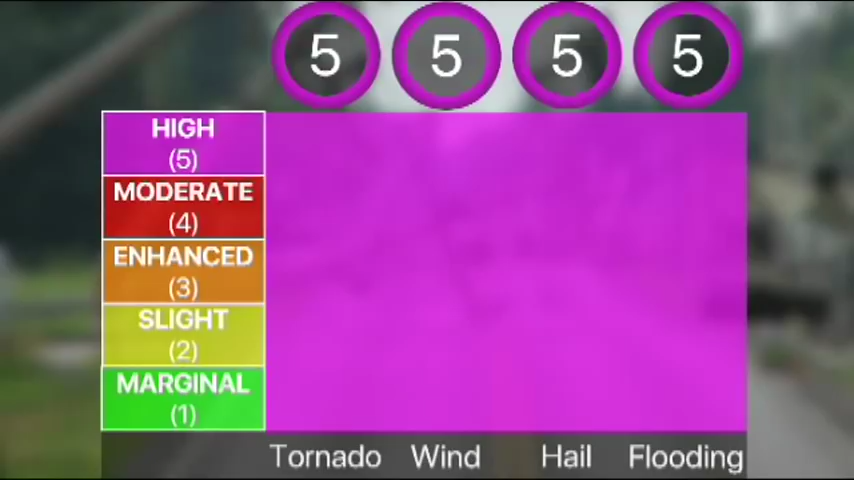 5 5 5 5
HIGH
(5)
MODERATE
(4)
ENHANCED
(3)
SLIGHT
(2)
MARGINAL
(1)
Tornado Wind Hail Flooding